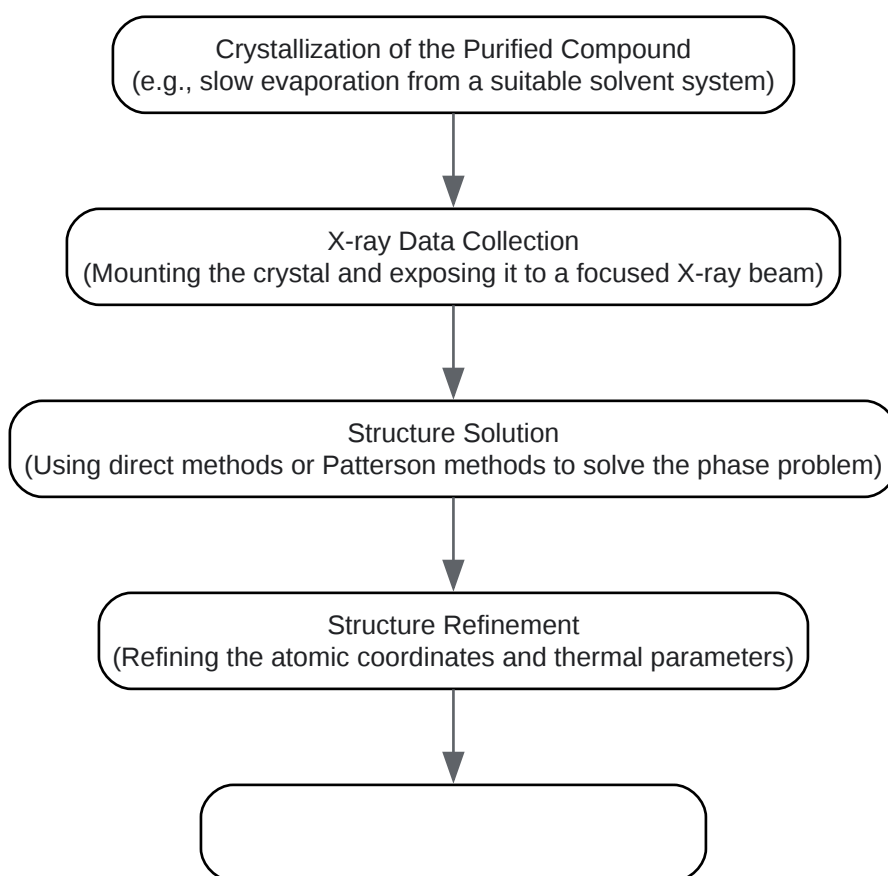 Crystallization of the Purified Compound
(e.g., slow evaporation from a suitable solvent system)
X-ray Data Collection
(Mounting the crystal and exposing it to a focused X-ray beam)
Structure Solution
(Using direct methods or Patterson methods to solve the phase problem)
Structure Refinement
(Refining the atomic coordinates and thermal parameters)